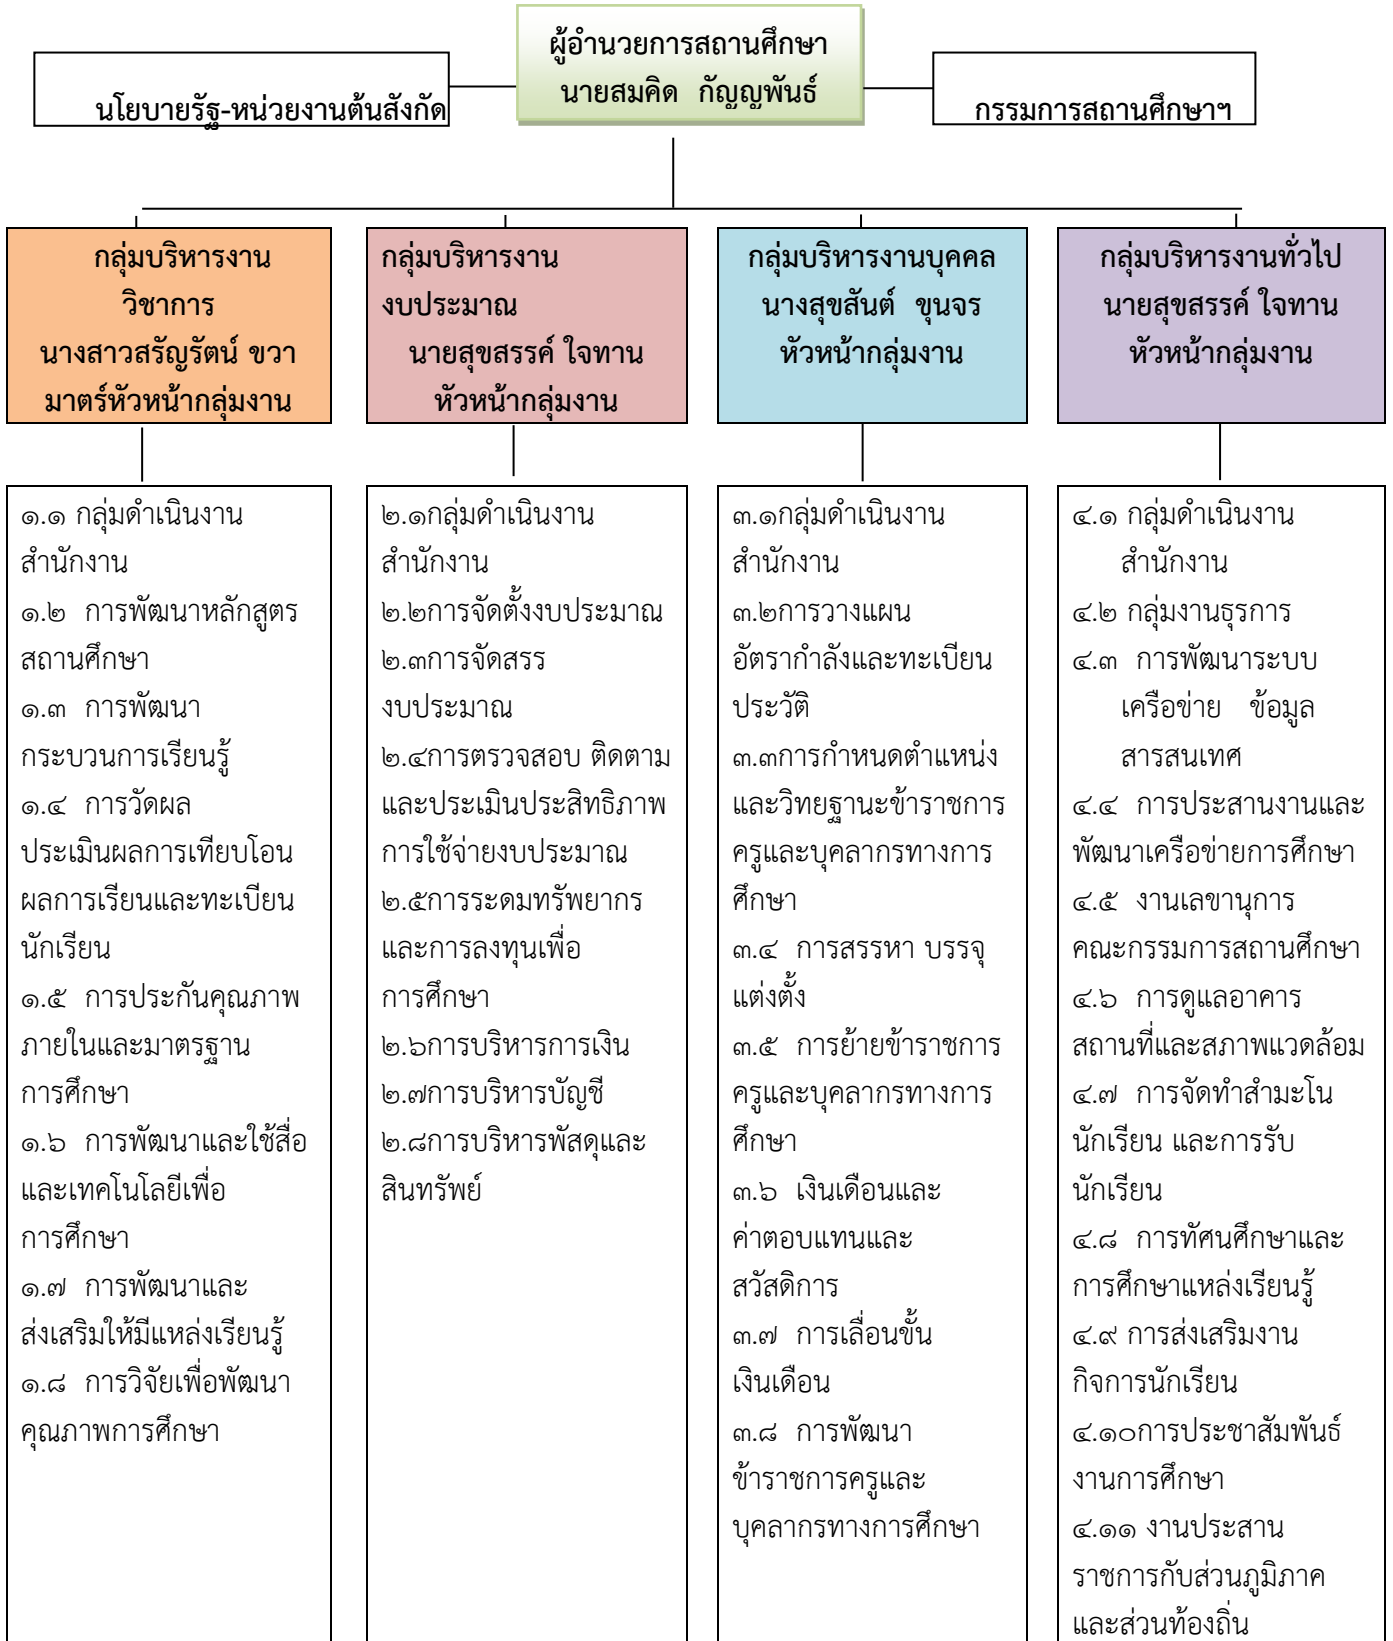 ผู้อำนวยการสถานศึกษา
นายสมคิด กัญญพันธ์
นโยบายรัฐ-หน่วยงานต้นสังกัด
กรรมการสถานศึกษาฯ
กลุ่มบริหารงาน
วิชาการ
นางสาวสรัญรัตน์ ขวา
มาตร์หัวหน้ากลุ่มงาน
กลุ่มบริหารงาน
งบประมาณ
นายสุขสรรค์ ใจทาน
หัวหน้ากลุ่มงาน
กลุ่มบริหารงานบุคคล
นางสุขสันต์ ขุนจร
หัวหน้ากลุ่มงาน
กลุ่มบริหารงานทั่วไป
นายสุขสรรค์ ใจทาน
หัวหน้ากลุ่มงาน
๑.๑ กลุ่มดำเนินงาน
สำนักงาน
๑.๒ การพัฒนาหลักสูตร
สถานศึกษา
๑.๓ การพัฒนา
กระบวนการเรียนรู้
๑.๔ การวัดผล
ประเมินผลการเทียบโอน
ผลการเรียนและทะเบียน
นักเรียน
๑.๕ การประกันคุณภาพ
ภายในและมาตรฐาน
การศึกษา
๑.๖ การพัฒนาและใช้สื่อ
และเทคโนโลยีเพื่อ
การศึกษา
๑.๗ การพัฒนาและ
ส่งเสริมให้มีแหล่งเรียนรู้
๑.๘ การวิจัยเพื่อพัฒนา
คุณภาพการศึกษา
๒.๑กลุ่มดำเนินงาน
สำนักงาน
๒.๒การจัดตั้งงบประมาณ
๒.๓การจัดสรร
งบประมาณ
๒.๔การตรวจสอบ ติดตาม
และประเมินประสิทธิภาพ
การใช้จ่ายงบประมาณ
๒.๕การระดมทรัพยากร
และการลงทุนเพื่อ
การศึกษา
๒.๖การบริหารการเงิน
๒.๗การบริหารบัญชี
๒.๘การบริหารพัสดุและ
สินทรัพย์
๓.๑กลุ่มดำเนินงาน
สำนักงาน
๓.๒การวางแผน
อัตรากำลังและทะเบียน
ประวัติ
๓.๓การกำหนดตำแหน่ง
และวิทยฐานะข้าราชการ
ครูและบุคลากรทางการ
ศึกษา
๓.๔ การสรรหา บรรจุ
แต่งตั้ง
๓.๕ การย้ายข้าราชการ
ครูและบุคลากรทางการ
ศึกษา
๓.๖ เงินเดือนและ
ค่าตอบแทนและ
สวัสดิการ
๓.๗ การเลื่อนขั้น
เงินเดือน
๓.๘ การพัฒนา
ข้าราชการครูและ
บุคลากรทางการศึกษา
๔.๑ กลุ่มดำเนินงาน
สำนักงาน
๔.๒ กลุ่มงานธุรการ
๔.๓ การพัฒนาระบบ
เครือข่าย ข้อมูล
สารสนเทศ
๔.๔ การประสานงานและ
พัฒนาเครือข่ายการศึกษา
๔.๕ งานเลขานุการ
คณะกรรมการสถานศึกษา
๔.๖ การดูแลอาคาร
สถานที่และสภาพแวดล้อม
๔.๗ การจัดทำสำมะโน
นักเรียน และการรับ
นักเรียน
๔.๘ การทัศนศึกษาและ
การศึกษาแหล่งเรียนรู้
๔.๙ การส่งเสริมงาน
กิจการนักเรียน
๔.๑๐การประชาสัมพันธ์
งานการศึกษา
๔.๑๑ งานประสาน
ราชการกับส่วนภูมิภาค
และส่วนท้องถิ่น